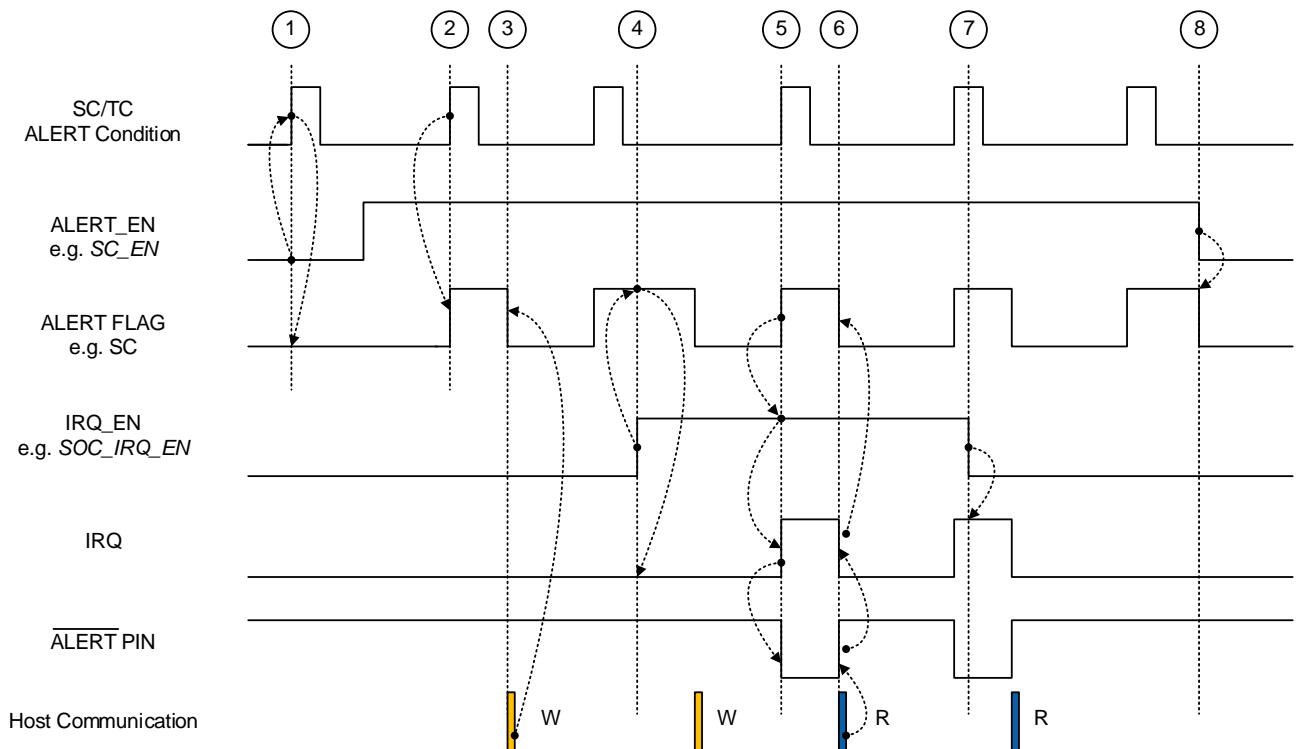 1 2 3 4 5 6 7 8
SC/TC
ALERT Condition
ALERT_EN
e.g. SC_EN
ALERT FLAG
e.g. SC
IRQ_EN
e.g. SOC_IRQ_EN
IRQ
ALERT PIN
Host Communication W W R R